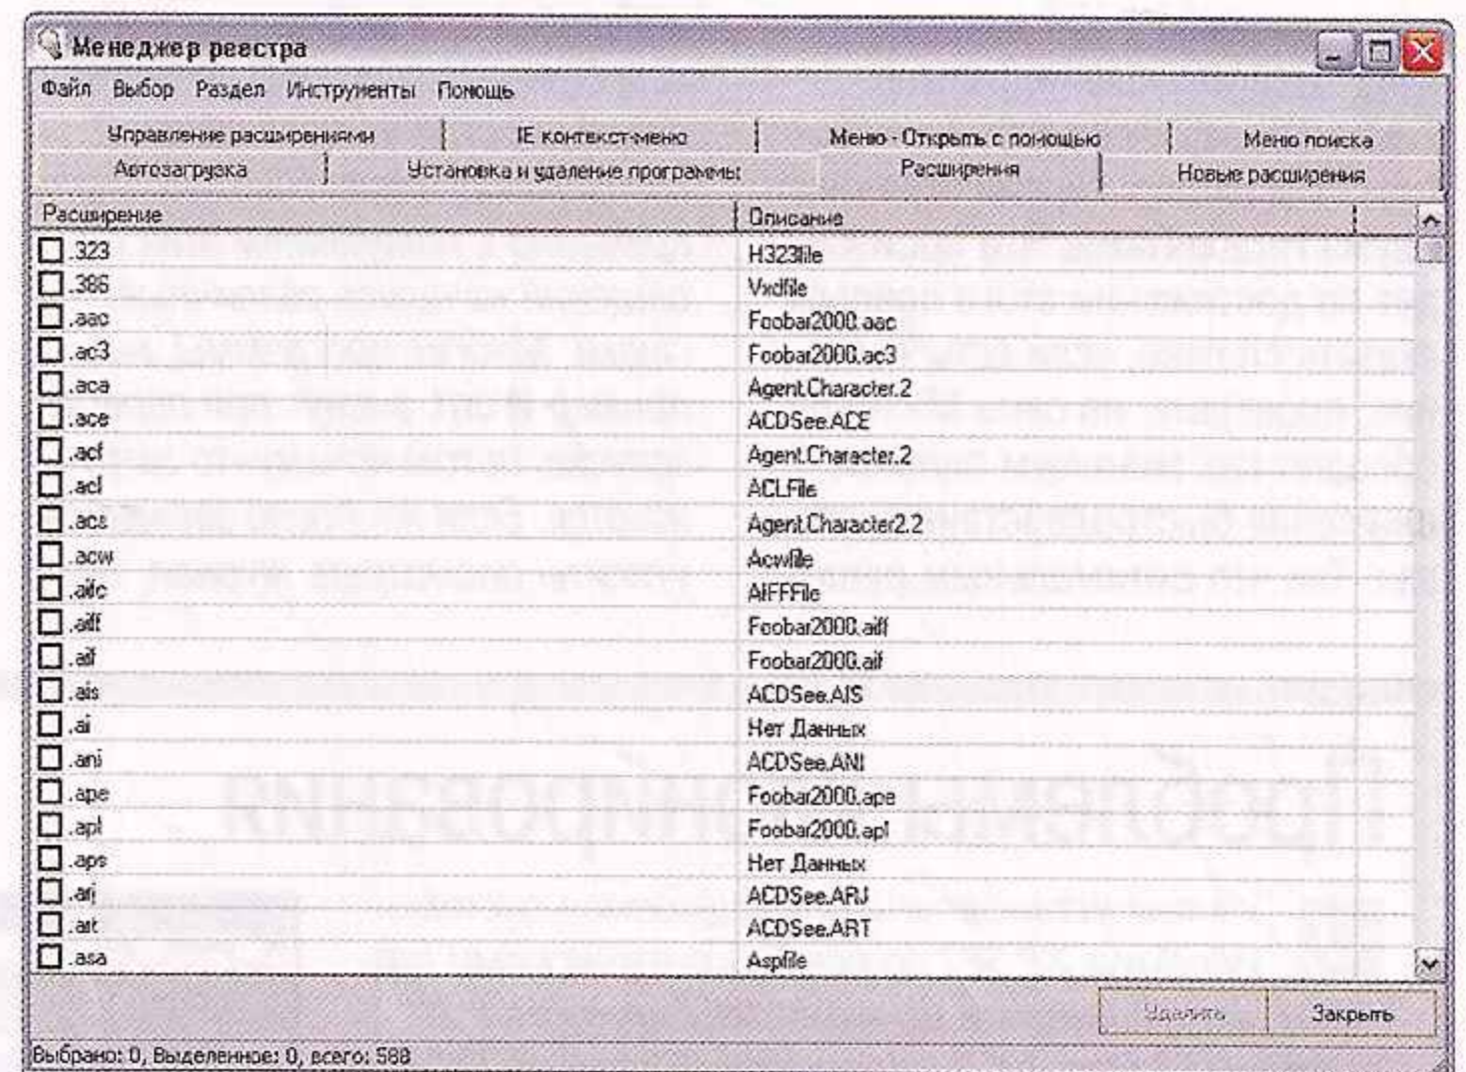 Менеджер реестра
Файл Выбор Раздел Инструменты Помощь
Управление расширениями IE контекст-меню Меню - Открыть с помощью Меню поиска
Автозагрузка Установка и удаление программы Расширения Новые расширения
Расширение Описание
.323 H323file
.386 Vxdfile
.aac Foobar2000.aac
.ac3 Foobar2000.ac3
.aca Agent.Character.2
.ace ACDSee.ACE
.acf Agent.Character.2
.acl ACLFile
.acs Agent.Character2.2
.acw Acwfile
.aifc AIFFFile
.aiff Foobar2000.aiff
.aif Foobar2000.aif
.ais ACDSee.AIS
.ai Нет Данных
.ani ACDSee.ANI
.ape Foobar2000.ape
.apl Foobar2000.apl
.aps Нет Данных
.arj ACDSee.ARJ
.art ACDSee.ART
.asa Aspfile
Удалить Закрыть
Выбрано: 0, Выделенное: 0, всего: 588